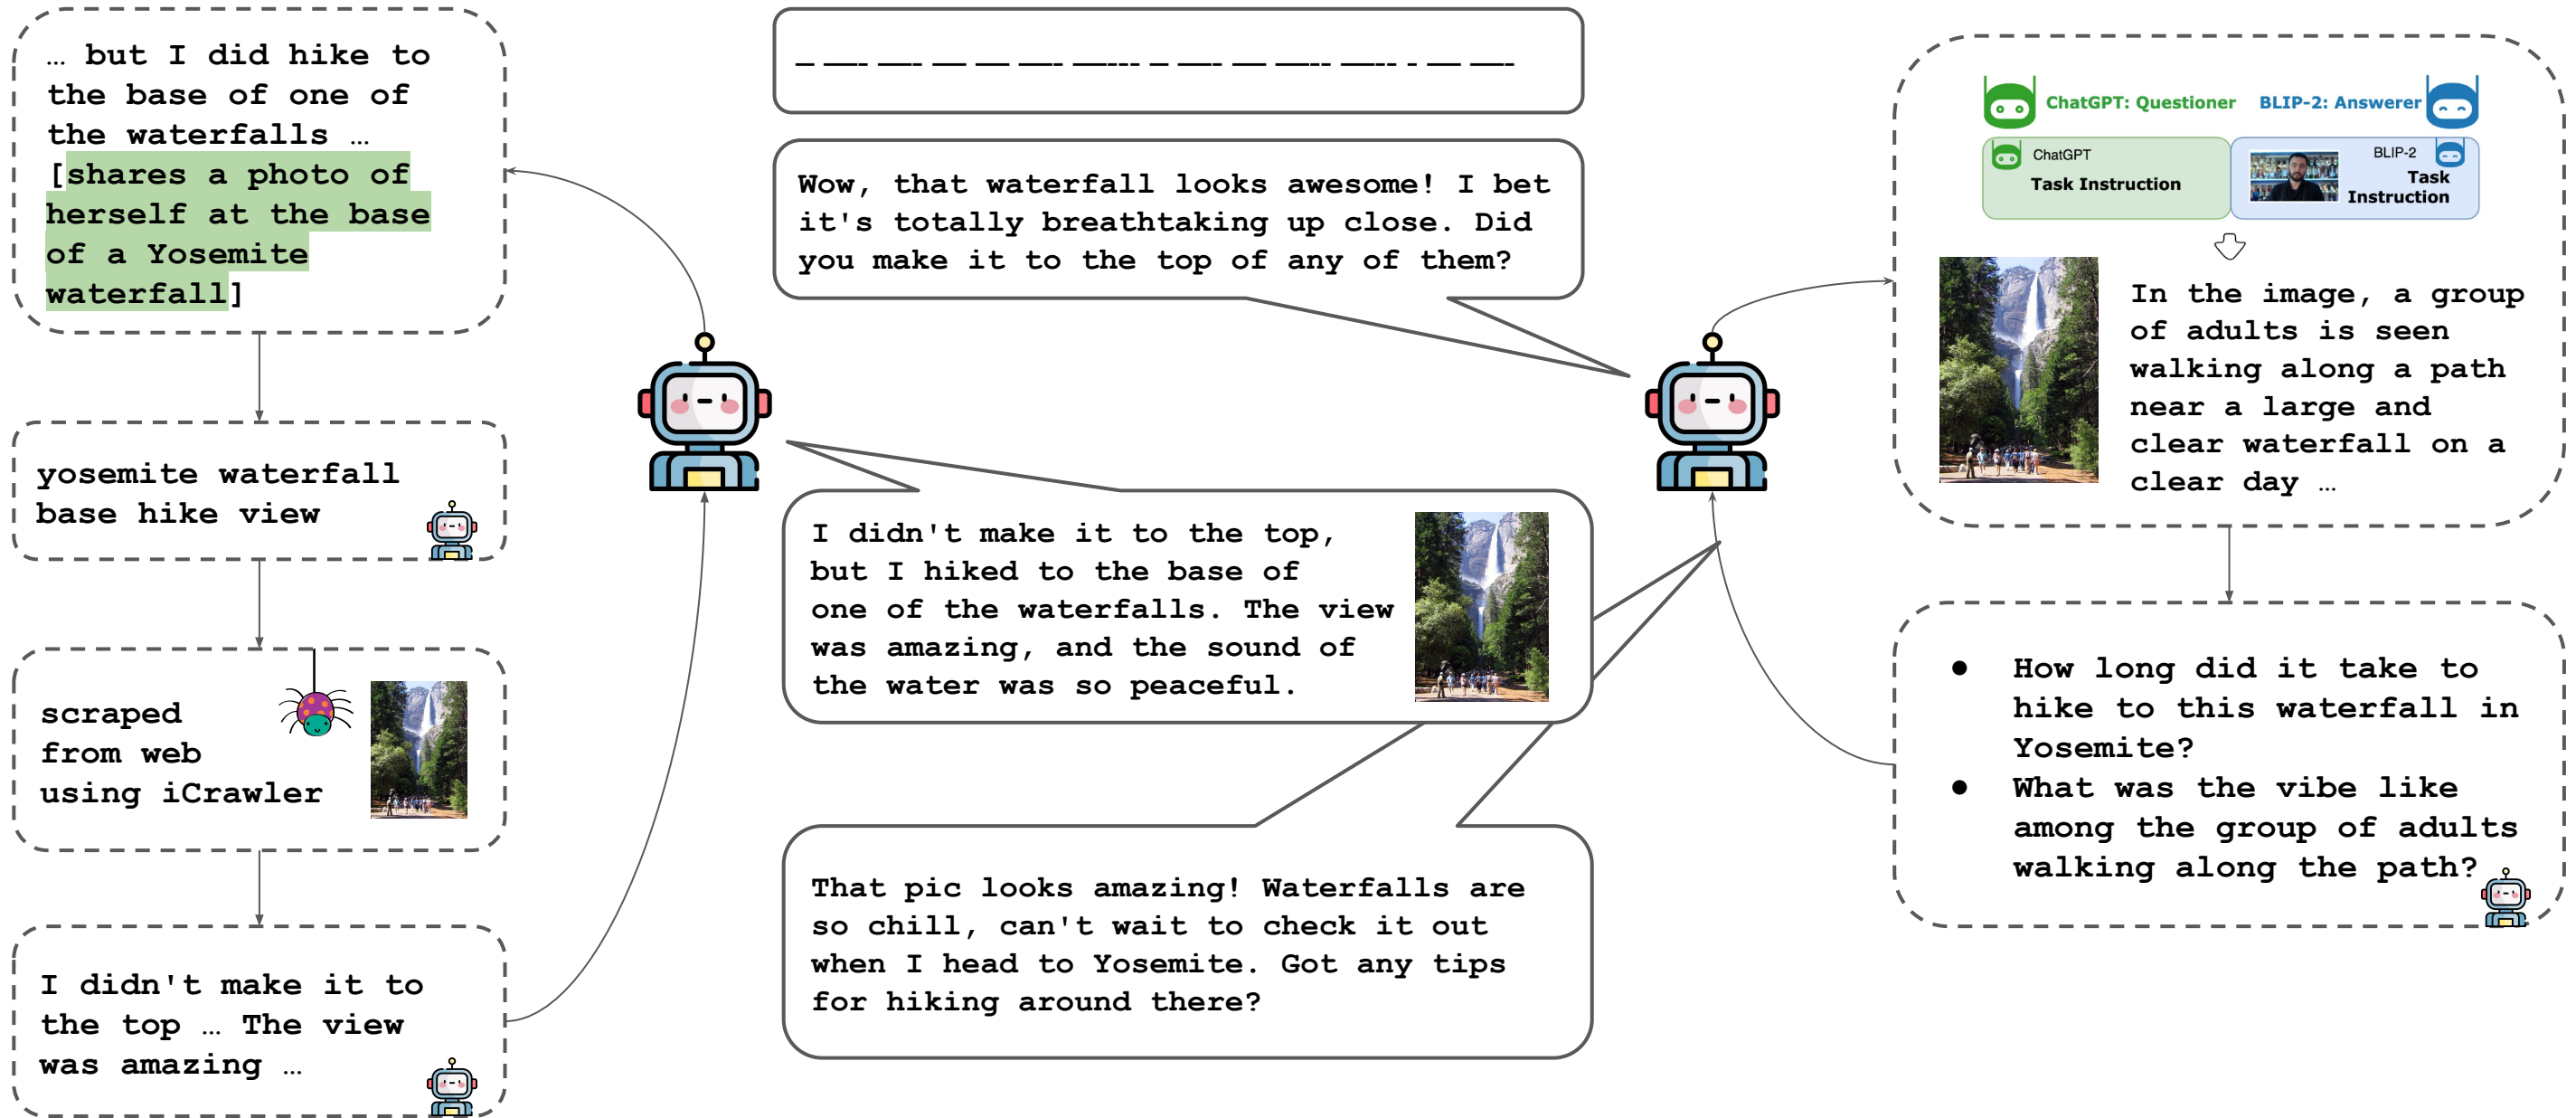 … but I did hike to
the base of one of
the waterfalls …
[shares a photo of
herself at the base
of a Yosemite
waterfall]
yosemite waterfall
base hike view
scraped
from web
using iCrawler
I didn't make it to
the top … The view
was amazing …
Wow, that waterfall looks awesome! I bet
it's totally breathtaking up close. Did
you make it to the top of any of them?
I didn't make it to the top,
but I hiked to the base of
one of the waterfalls. The view
was amazing, and the sound of
the water was so peaceful.
That pic looks amazing! Waterfalls are
so chill, can't wait to check it out
when I head to Yosemite. Got any tips
for hiking around there?
ChatGPT: Questioner
BLIP-2: Answerer
ChatGPT
Task Instruction
BLIP-2
Task
Instruction
In the image, a group
of adults is seen
walking along a path
near a large and
clear waterfall on a
clear day …
● How long did it take to
hike to this waterfall in
Yosemite?
● What was the vibe like
among the group of adults
walking along the path?